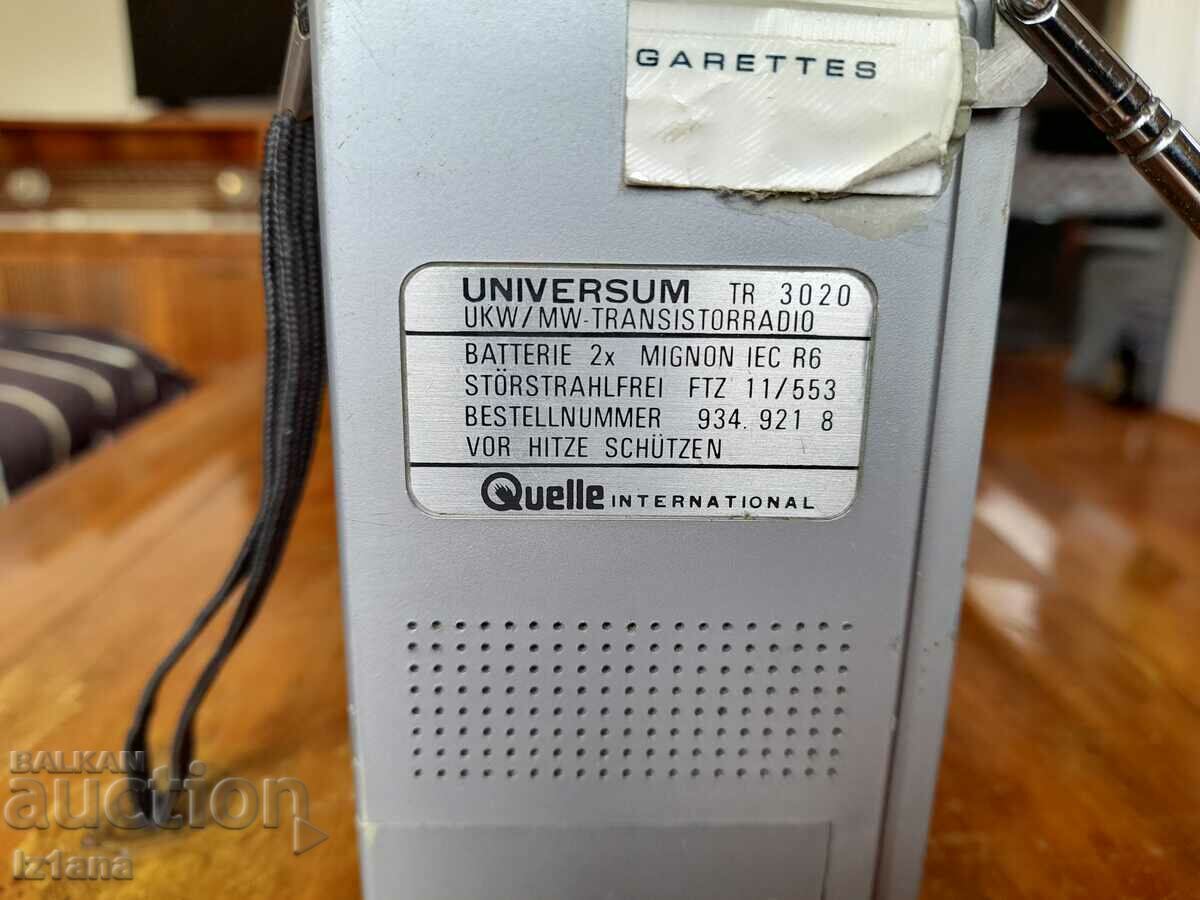 GARETTES
UNIVERSUM TR 3020
UKW/MW-TRANSISTORRADIO
BATTERIE 2x MIGNON IEC R6
STÖRSTRAHLFREI FTZ 11/553
BESTELLNUMMER 934. 921 8
VOR HITZE SCHÜTZEN
Quelle INTERNATIONAL
BALKAN
auction
iz1ana